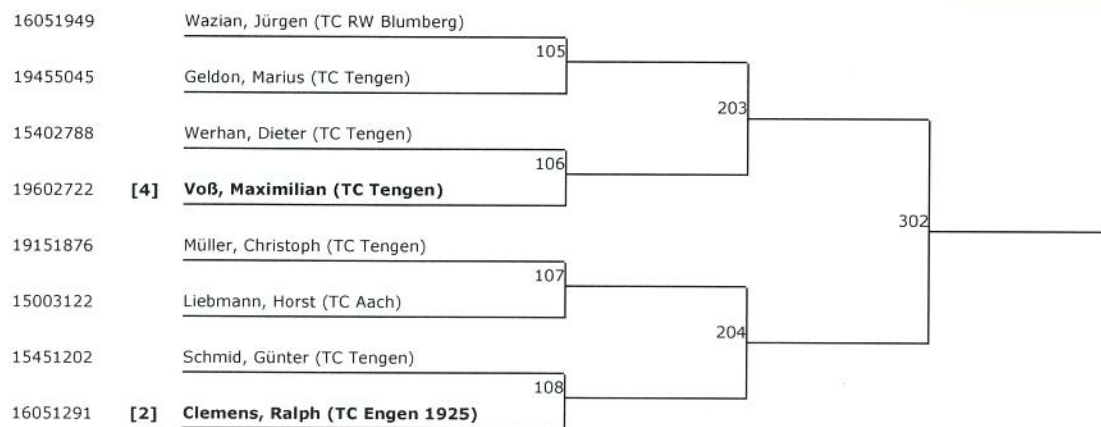 16051949 Wazian, Jürgen (TC RW Blumberg)
105
19455045 Geldon, Marius (TC Tengen)
203
15402788 Werhan, Dieter (TC Tengen)
106
19602722 [4] Voß, Maximilian (TC Tengen)
302
19151876 Müller, Christoph (TC Tengen)
107
15003122 Liebmann, Horst (TC Aach)
204
15451202 Schmid, Günter (TC Tengen)
108
16051291 [2] Clemens, Ralph (TC Engen 1925)